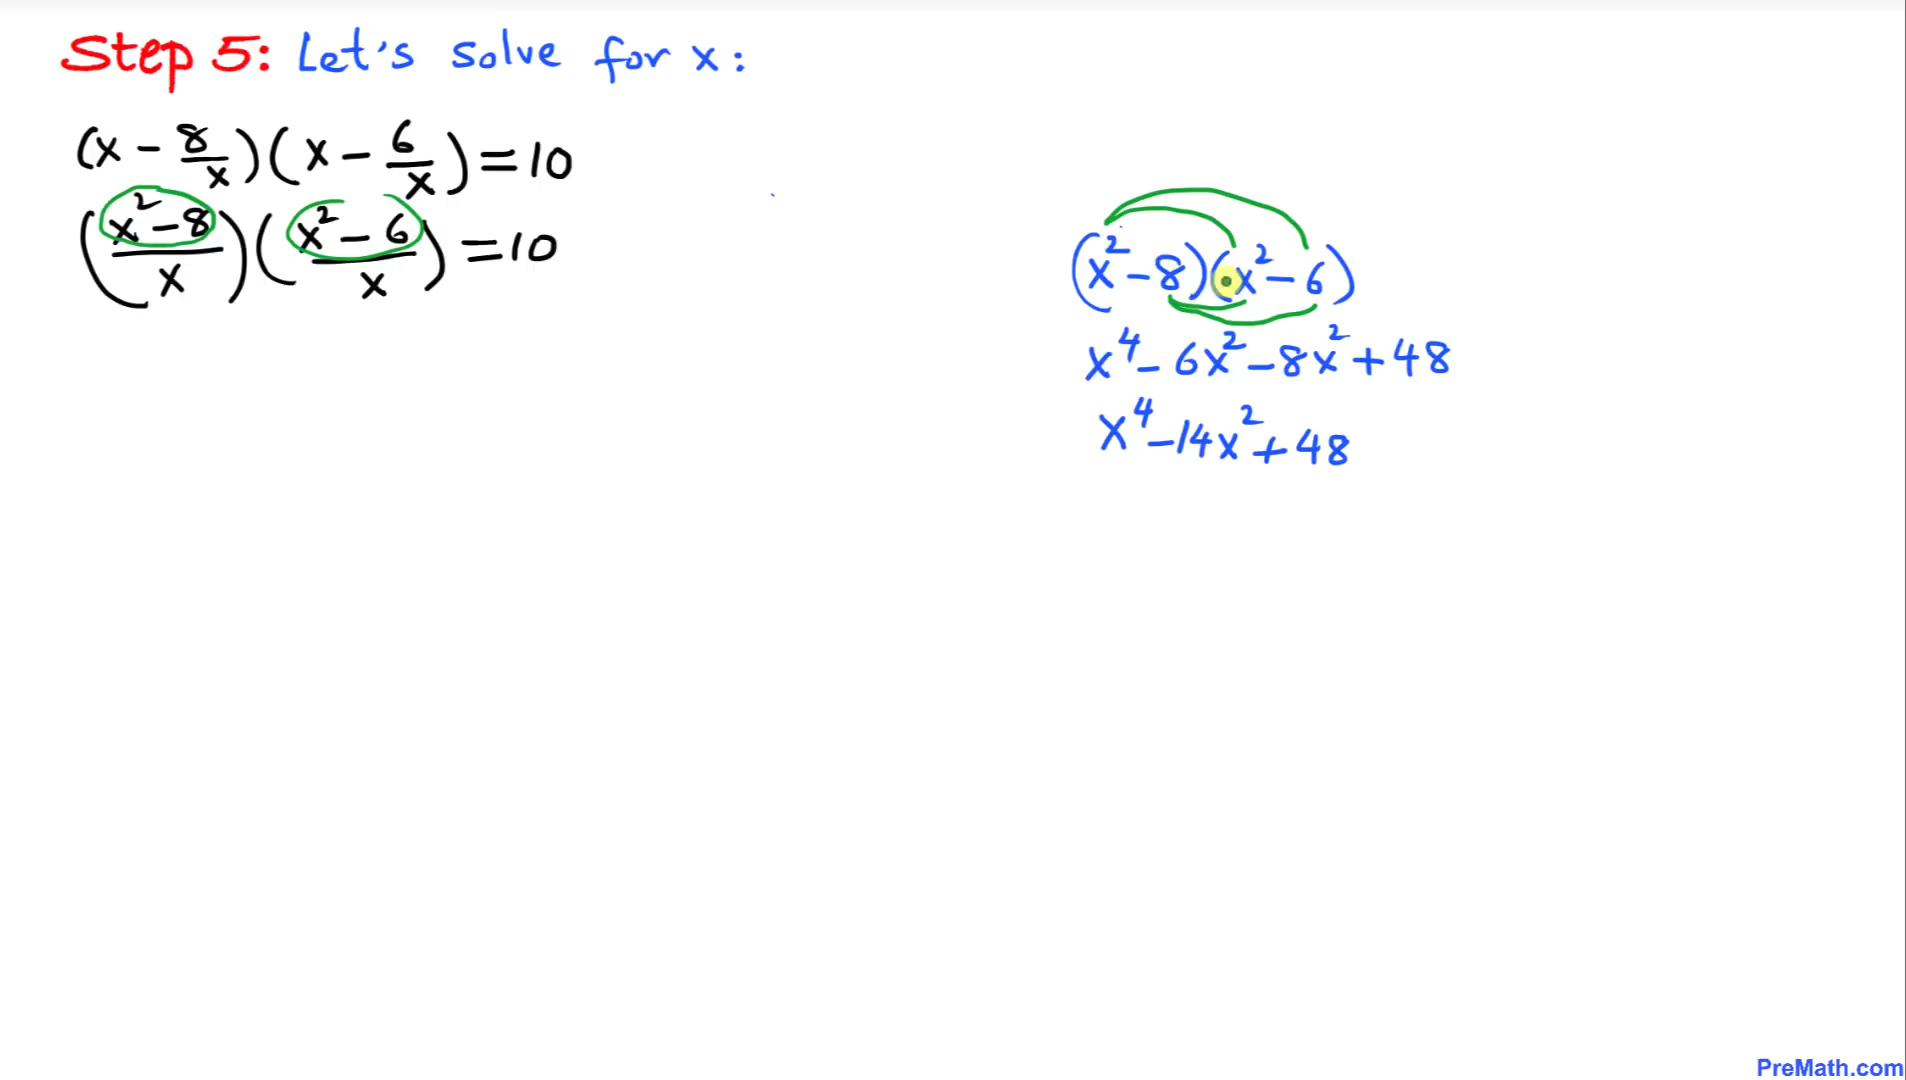 Step 5: Let's solve for x:
(x - 8/x)(x - 6/x) = 10
((x² - 8)/x)((x² - 6)/x) = 10
(x² - 8)(x² - 6)
x⁴ - 6x² - 8x² + 48
x⁴ - 14x² + 48
PreMath.com